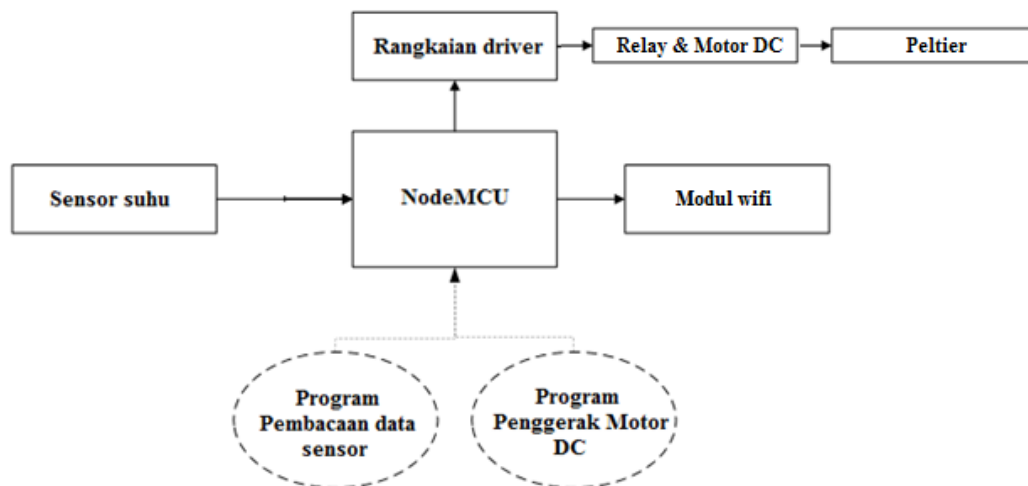 Rangkaian driver
Relay & Motor DC
Peltier
Sensor suhu
NodeMCU
Modul wifi
Program
Pembacaan data
sensor
Program
Penggerak Motor
DC